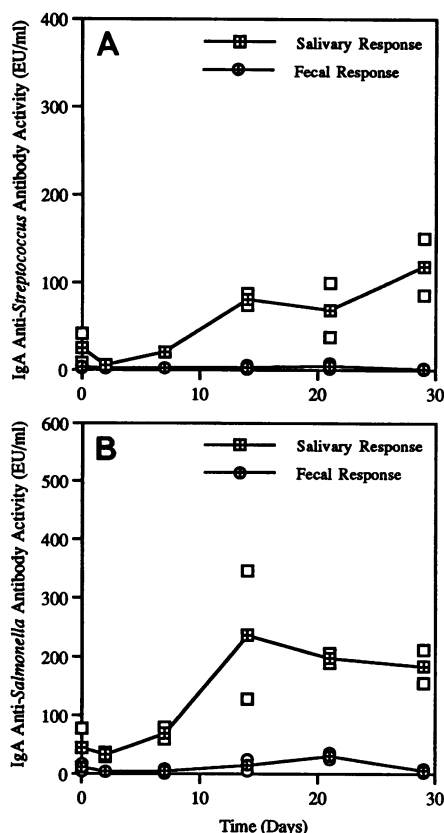 A
Salivary Response
Fecal Response
IgA Anti-Streptococcus Antibody Activity (EU/ml)
400
300
200
100
0
0
10
20
30
B
Salivary Response
Fecal Response
IgA Anti-Salmonella Antibody Activity (EU/ml)
600
500
400
300
200
100
0
0
10
20
30
Time (Days)